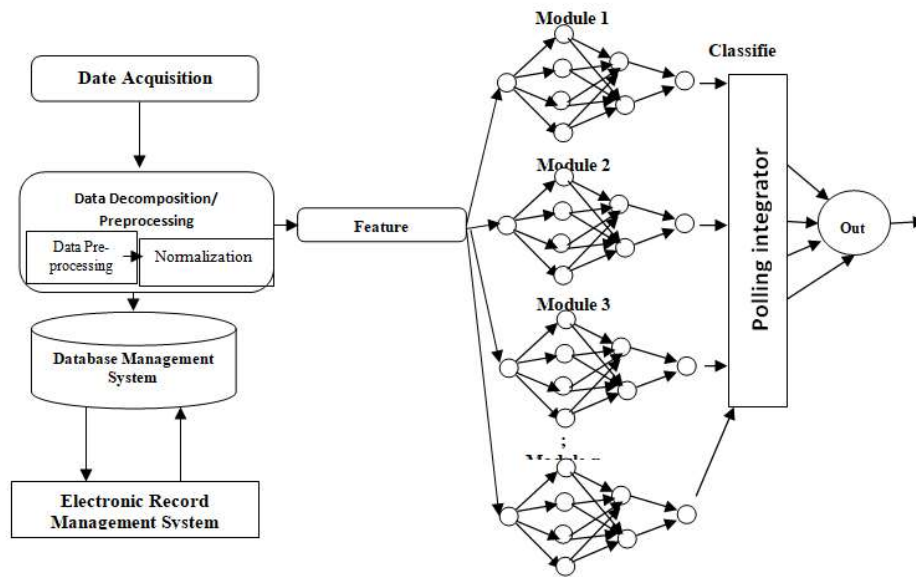 Date Acquisition
Data Decomposition/
Preprocessing
Data Pre-
processing
Normalization
Database Management
System
Electronic Record
Management System
Feature
Module 1
Module 2
Module 3
;
Classifie
Polling integrator
Out